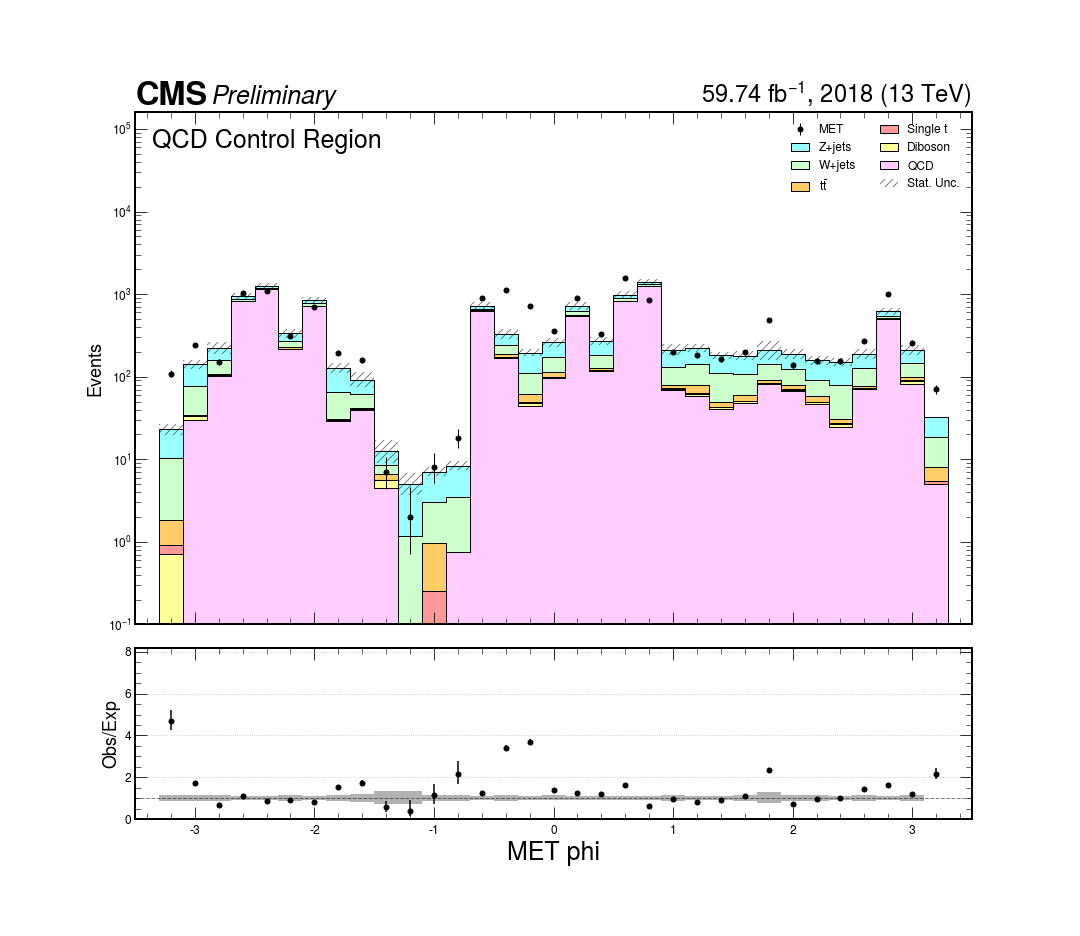 CMS Preliminary 59.74 fb⁻¹, 2018 (13 TeV)
QCD Control Region
MET
Z+jets
W+jets
tt̄
Single t
Diboson
QCD
Stat. Unc.
Events
10⁵
10⁴
10³
10²
10¹
10⁰
10⁻¹
Obs/Exp
8
6
4
2
0
-3 -2 -1 0 1 2 3
MET phi